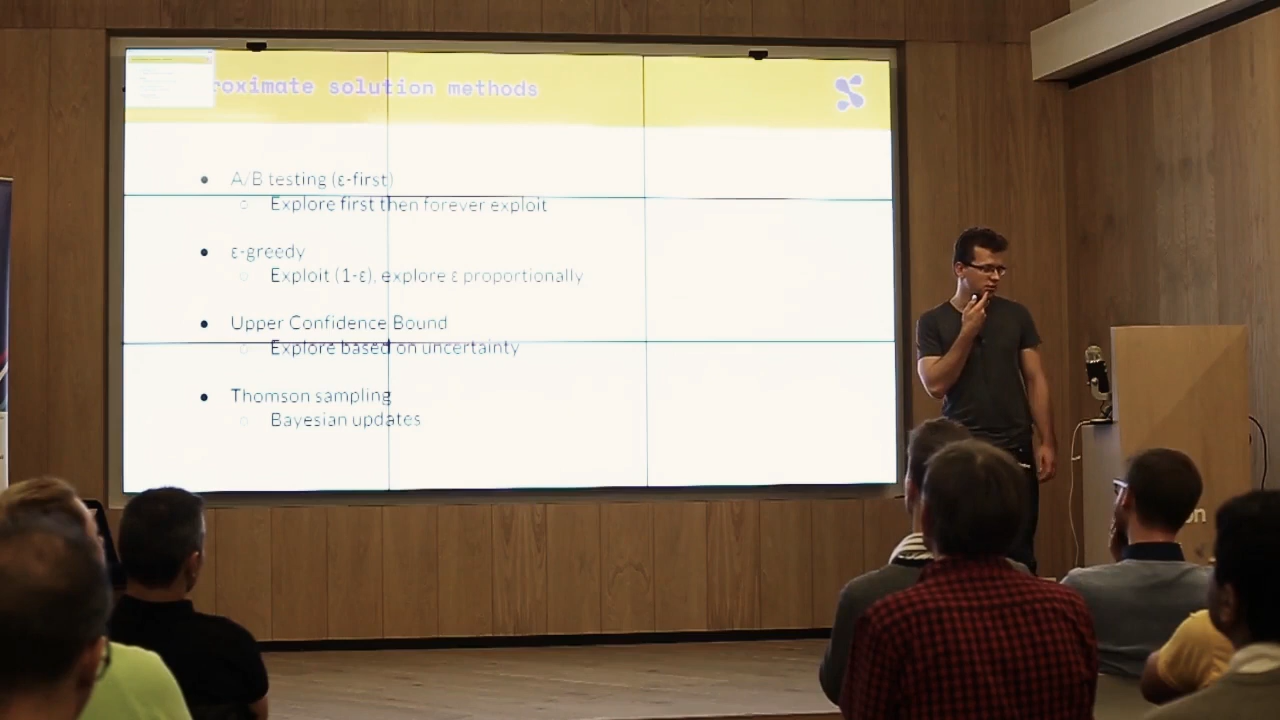 roximate solution methods
A/B testing (ε-first)
Explore first then forever exploit
ε-greedy
Exploit (1-ε), explore ε proportionally
Upper Confidence Bound
Explore based on uncertainty
Thomson sampling
Bayesian updates
on